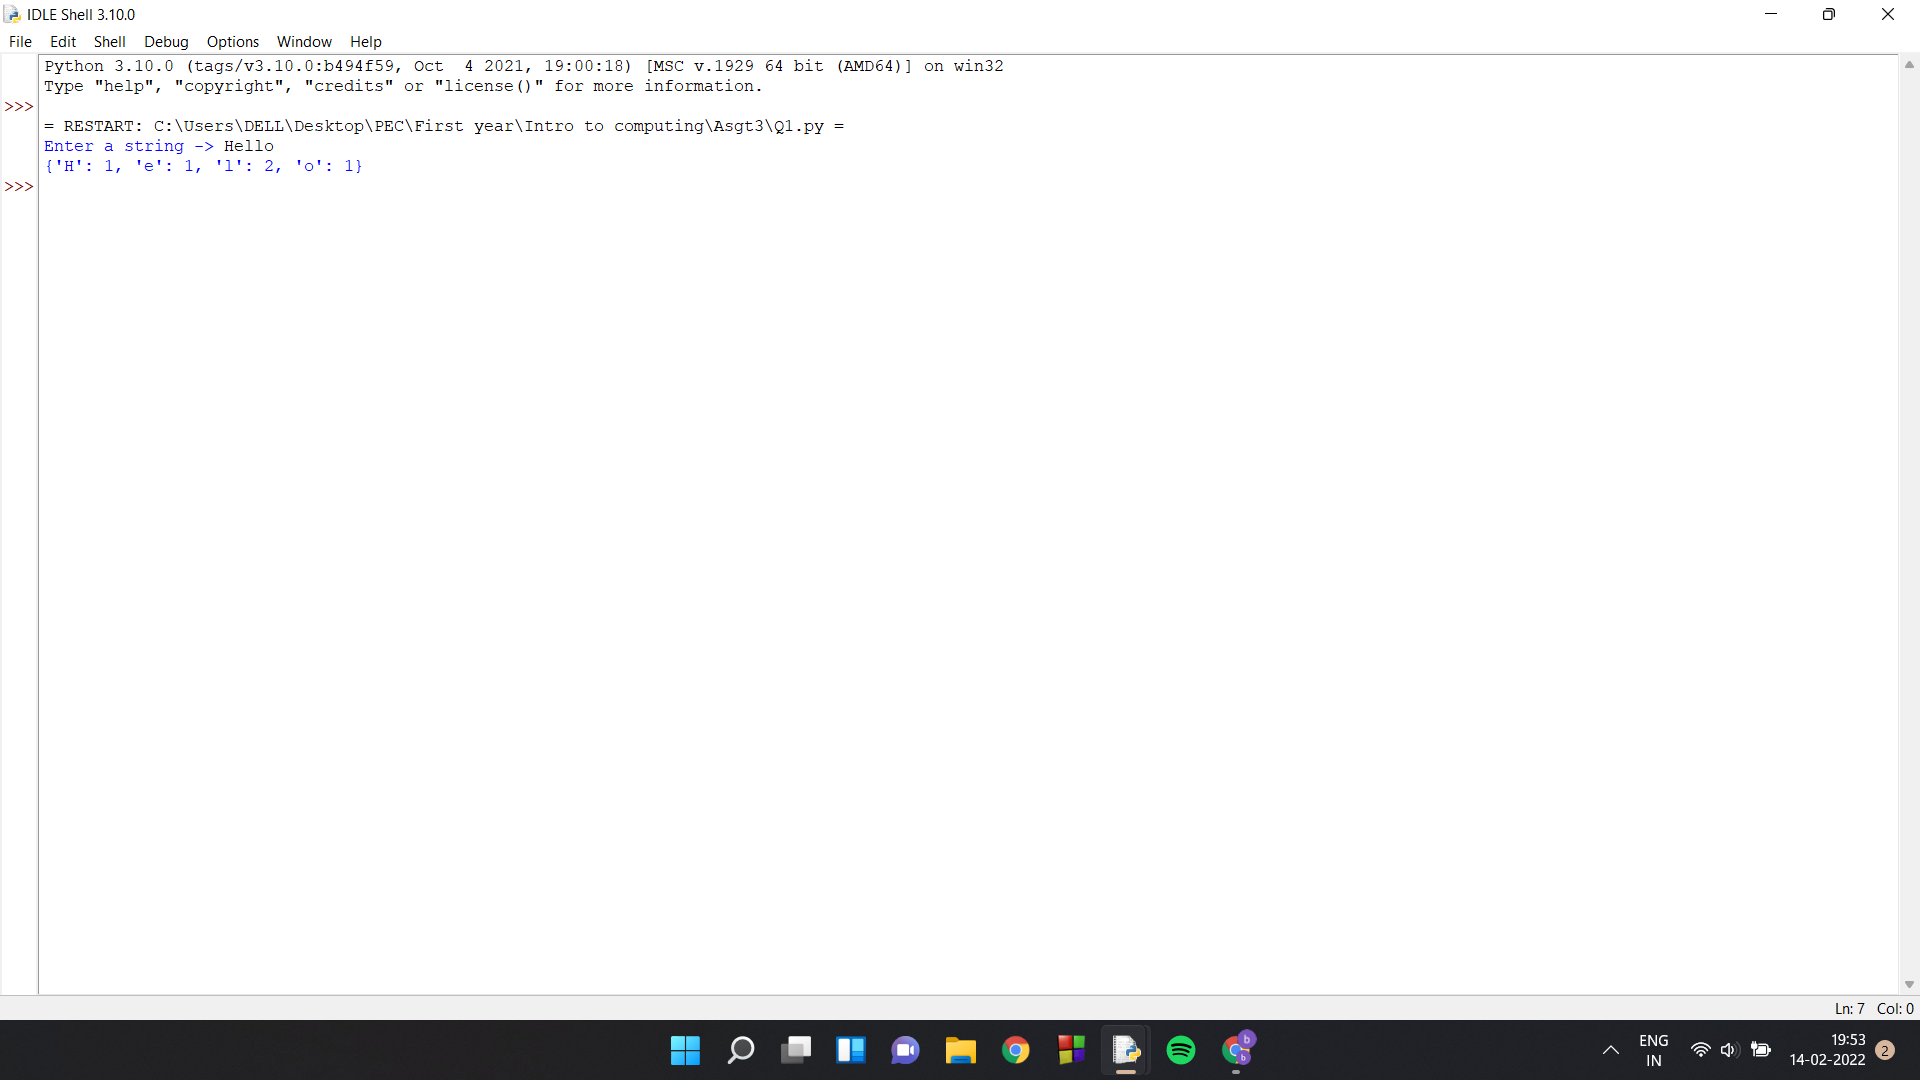 IDLE Shell 3.10.0
File Edit Shell Debug Options Window Help
Python 3.10.0 (tags/v3.10.0:b494f59, Oct  4 2021, 19:00:18) [MSC v.1929 64 bit (AMD64)] on win32
Type "help", "copyright", "credits" or "license()" for more information.
>>>
= RESTART: C:\Users\DELL\Desktop\PEC\First year\Intro to computing\Asgt3\Q1.py =
Enter a string -> Hello
{'H': 1, 'e': 1, 'l': 2, 'o': 1}
>>>
Ln: 7 Col: 0
b
b
ENG
IN
19:53
14-02-2022
2